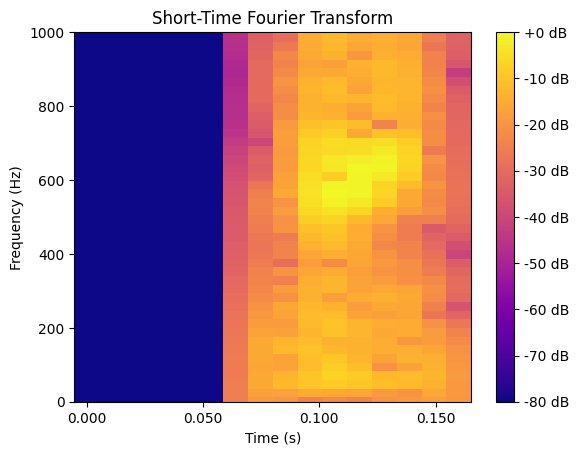 Short-Time Fourier Transform
1000
800
600
400
200
0
Frequency (Hz)
0.000
0.050
0.100
0.150
Time (s)
+0 dB
-10 dB
-20 dB
-30 dB
-40 dB
-50 dB
-60 dB
-70 dB
-80 dB